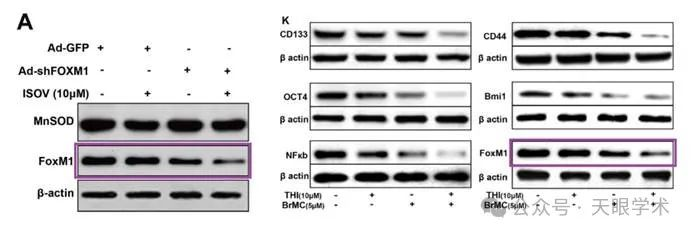 A
Ad-GFP + + - -
Ad-shFOXM1 - - + +
ISOV (10μM) - + - +
MnSOD
FoxM1
β-actin
K
CD133
β actin
OCT4
β actin
NFκb
β actin
THI(10μM) - + - +
BrMC(5μM) - - + +
CD44
β actin
Bmi1
β actin
FoxM1
β actin
THI(10μM) - + - +
BrMC(5μM) - - + +
公众号 · 天眼学术